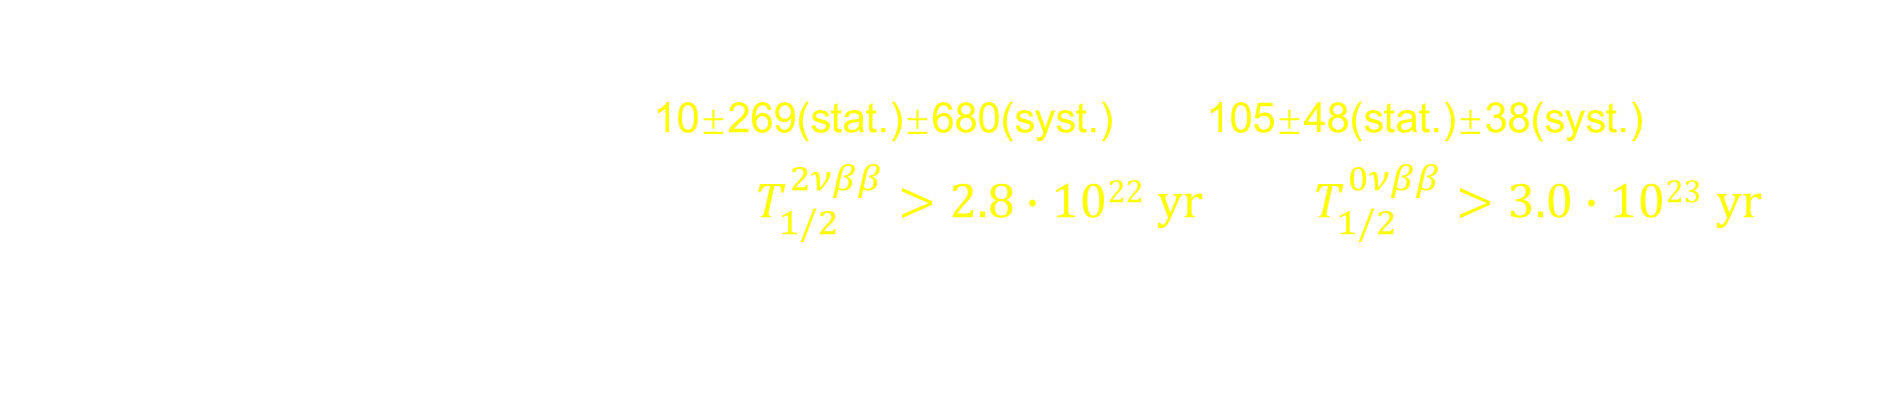 10±269(stat.)±680(syst.) 105±48(stat.)±38(syst.)
T_{1/2}^{2νββ} > 2.8 · 10^{22} yr T_{1/2}^{0νββ} > 3.0 · 10^{23} yr